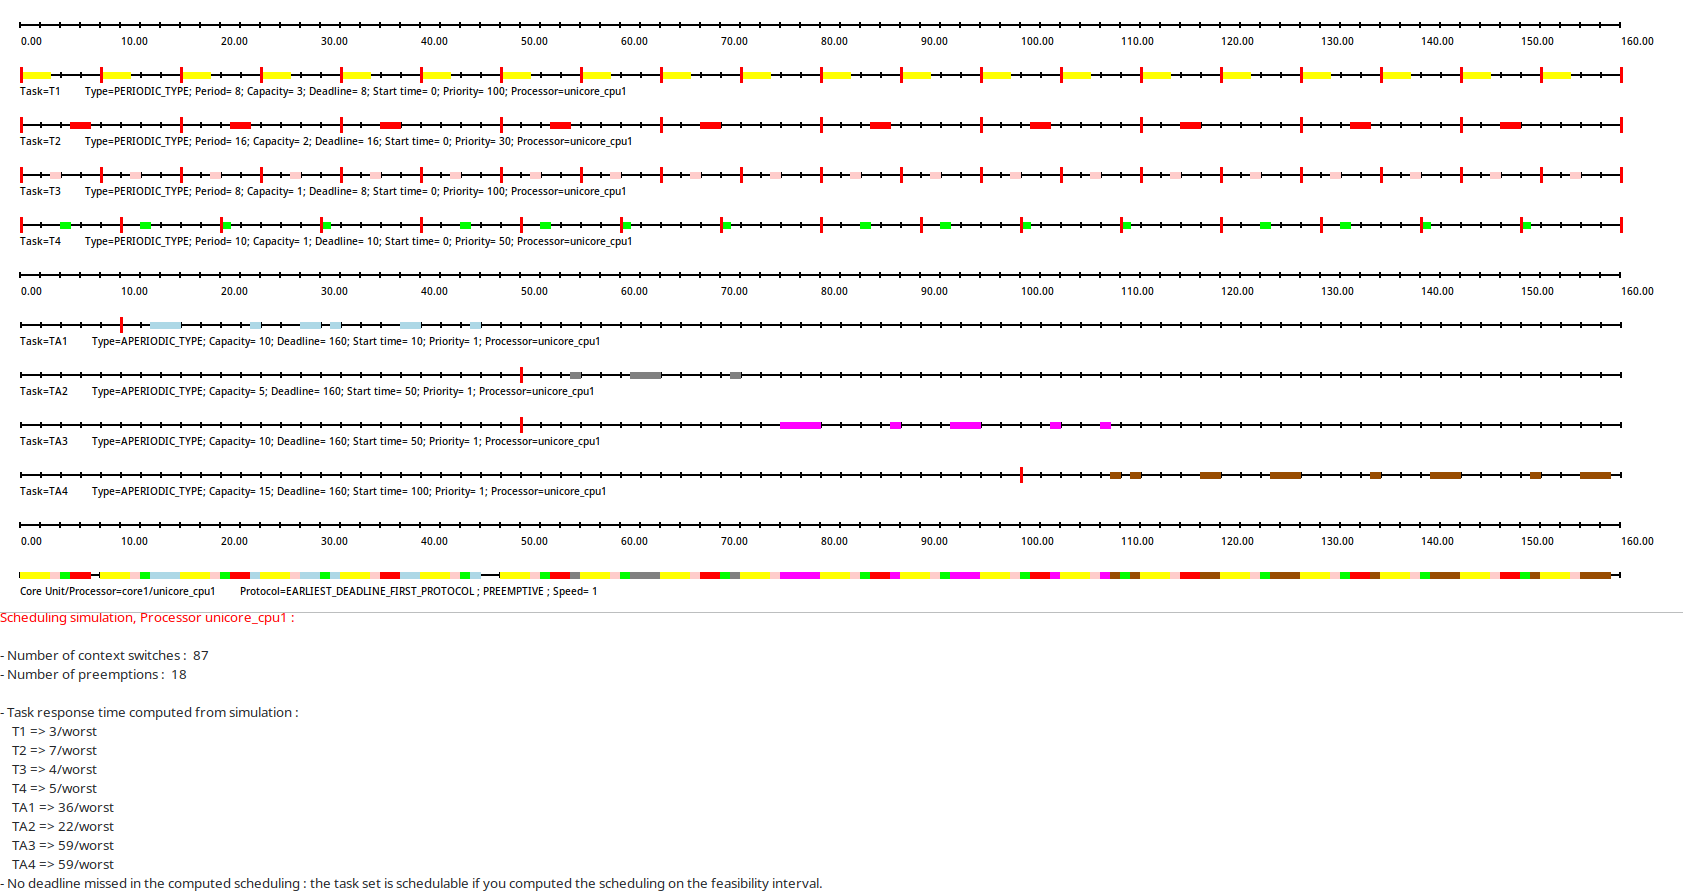 0.00 10.00 20.00 30.00 40.00 50.00 60.00 70.00 80.00 90.00 100.00 110.00 120.00 130.00 140.00 150.00 160.00
Task=T1 Type=PERIODIC_TYPE; Period= 8; Capacity= 3; Deadline= 8; Start time= 0; Priority= 100; Processor=unicore_cpu1
Task=T2 Type=PERIODIC_TYPE; Period= 16; Capacity= 2; Deadline= 16; Start time= 0; Priority= 30; Processor=unicore_cpu1
Task=T3 Type=PERIODIC_TYPE; Period= 8; Capacity= 1; Deadline= 8; Start time= 0; Priority= 100; Processor=unicore_cpu1
Task=T4 Type=PERIODIC_TYPE; Period= 10; Capacity= 1; Deadline= 10; Start time= 0; Priority= 50; Processor=unicore_cpu1
0.00 10.00 20.00 30.00 40.00 50.00 60.00 70.00 80.00 90.00 100.00 110.00 120.00 130.00 140.00 150.00 160.00
Task=TA1 Type=APERIODIC_TYPE; Capacity= 10; Deadline= 160; Start time= 10; Priority= 1; Processor=unicore_cpu1
Task=TA2 Type=APERIODIC_TYPE; Capacity= 5; Deadline= 160; Start time= 50; Priority= 1; Processor=unicore_cpu1
Task=TA3 Type=APERIODIC_TYPE; Capacity= 10; Deadline= 160; Start time= 50; Priority= 1; Processor=unicore_cpu1
Task=TA4 Type=APERIODIC_TYPE; Capacity= 15; Deadline= 160; Start time= 100; Priority= 1; Processor=unicore_cpu1
0.00 10.00 20.00 30.00 40.00 50.00 60.00 70.00 80.00 90.00 100.00 110.00 120.00 130.00 140.00 150.00 160.00
Core Unit/Processor=core1/unicore_cpu1 Protocol=EARLIEST_DEADLINE_FIRST_PROTOCOL ; PREEMPTIVE ; Speed= 1
Scheduling simulation, Processor unicore_cpu1 :
- Number of context switches : 87
- Number of preemptions : 18
- Task response time computed from simulation :
T1 => 3/worst
T2 => 7/worst
T3 => 4/worst
T4 => 5/worst
TA1 => 36/worst
TA2 => 22/worst
TA3 => 59/worst
TA4 => 59/worst
- No deadline missed in the computed scheduling : the task set is schedulable if you computed the scheduling on the feasibility interval.